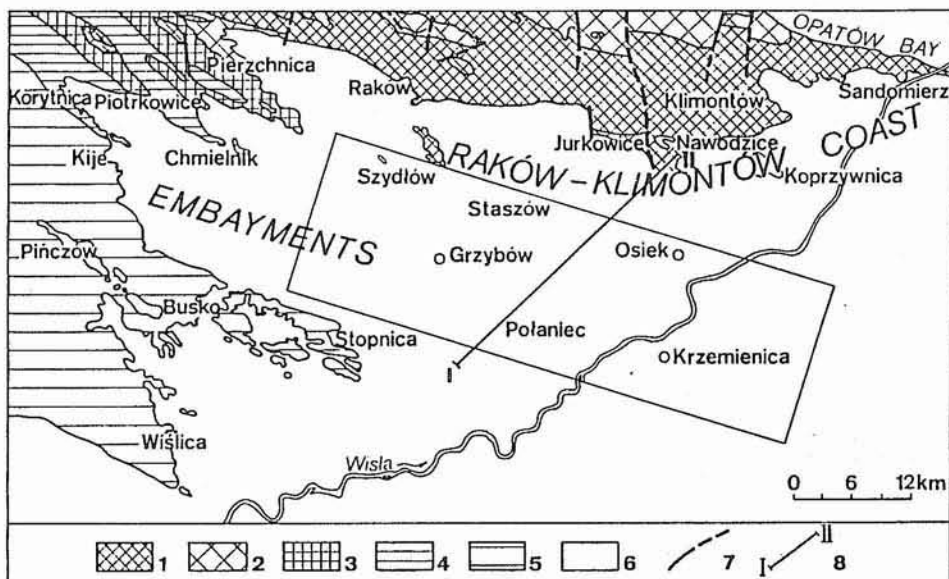 OPATÓW BAY
Pierzchnica
Raków
Korytnica
Piotrkowice
Klimontów
Sandomierz
Kije
Chmielnik
Jurkowice
Nawodzice
II
RAKÓW-KLIMONTÓW COAST
Koprzywnica
Szydłów
EMBAYMENTS
Staszów
Pińczów
Grzybów
Osiek
Busko
Stopnica
Połaniec
I
Krzemienica
Wiślica
Wisła
0 6 12km
1 2 3 4 5 6 7 I II 8